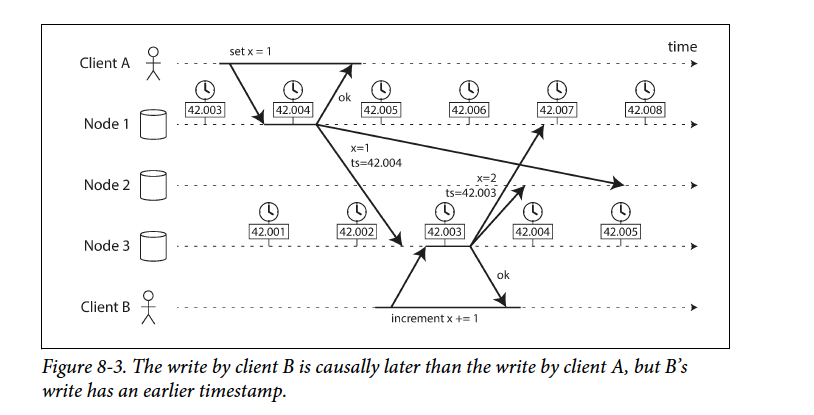 set x = 1
time
Client A
ok
42.003
42.004
42.005
42.006
42.007
42.008
Node 1
x=1
ts=42.004
Node 2
x=2
ts=42.003
42.001
42.002
42.003
42.004
42.005
Node 3
ok
Client B
increment x += 1
Figure 8-3. The write by client B is causally later than the write by client A, but B’s
write has an earlier timestamp.